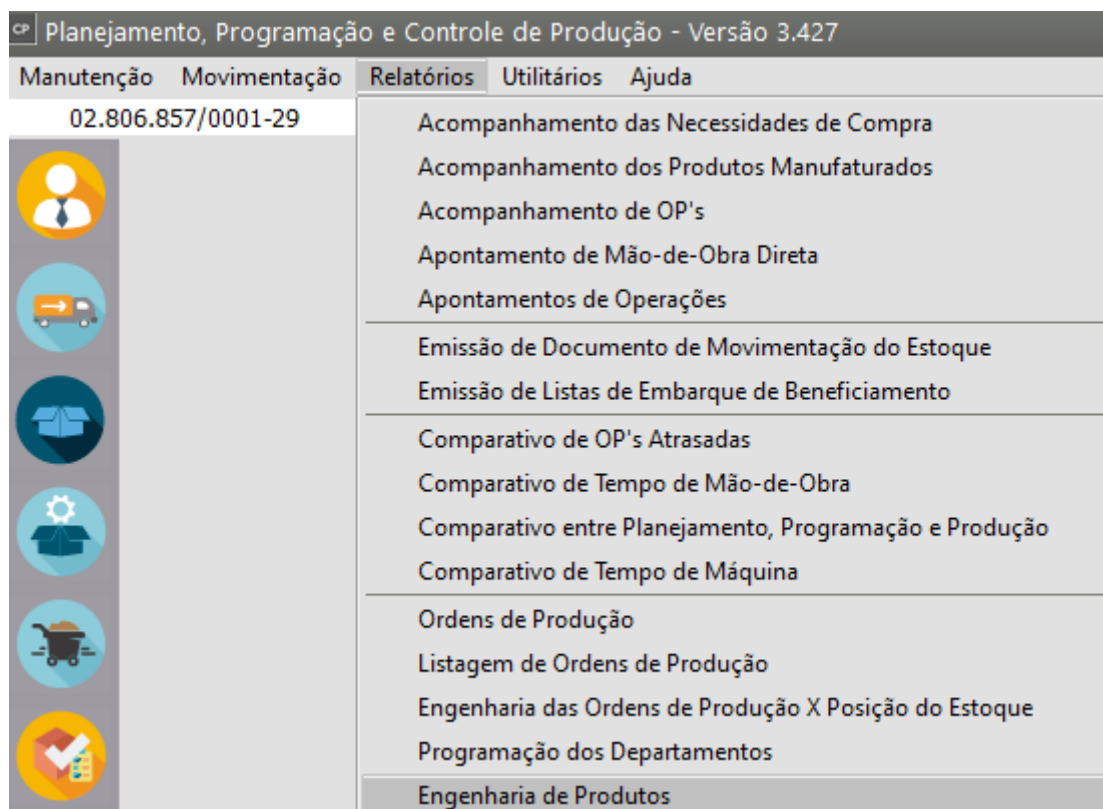 CP Planejamento, Programação e Controle de Produção - Versão 3.427
Manutenção Movimentação Relatórios Utilitários Ajuda
02.806.857/0001-29
Acompanhamento das Necessidades de Compra
Acompanhamento dos Produtos Manufaturados
Acompanhamento de OP's
Apontamento de Mão-de-Obra Direta
Apontamentos de Operações
Emissão de Documento de Movimentação do Estoque
Emissão de Listas de Embarque de Beneficiamento
Comparativo de OP's Atrasadas
Comparativo de Tempo de Mão-de-Obra
Comparativo entre Planejamento, Programação e Produção
Comparativo de Tempo de Máquina
Ordens de Produção
Listagem de Ordens de Produção
Engenharia das Ordens de Produção X Posição do Estoque
Programação dos Departamentos
Engenharia de Produtos